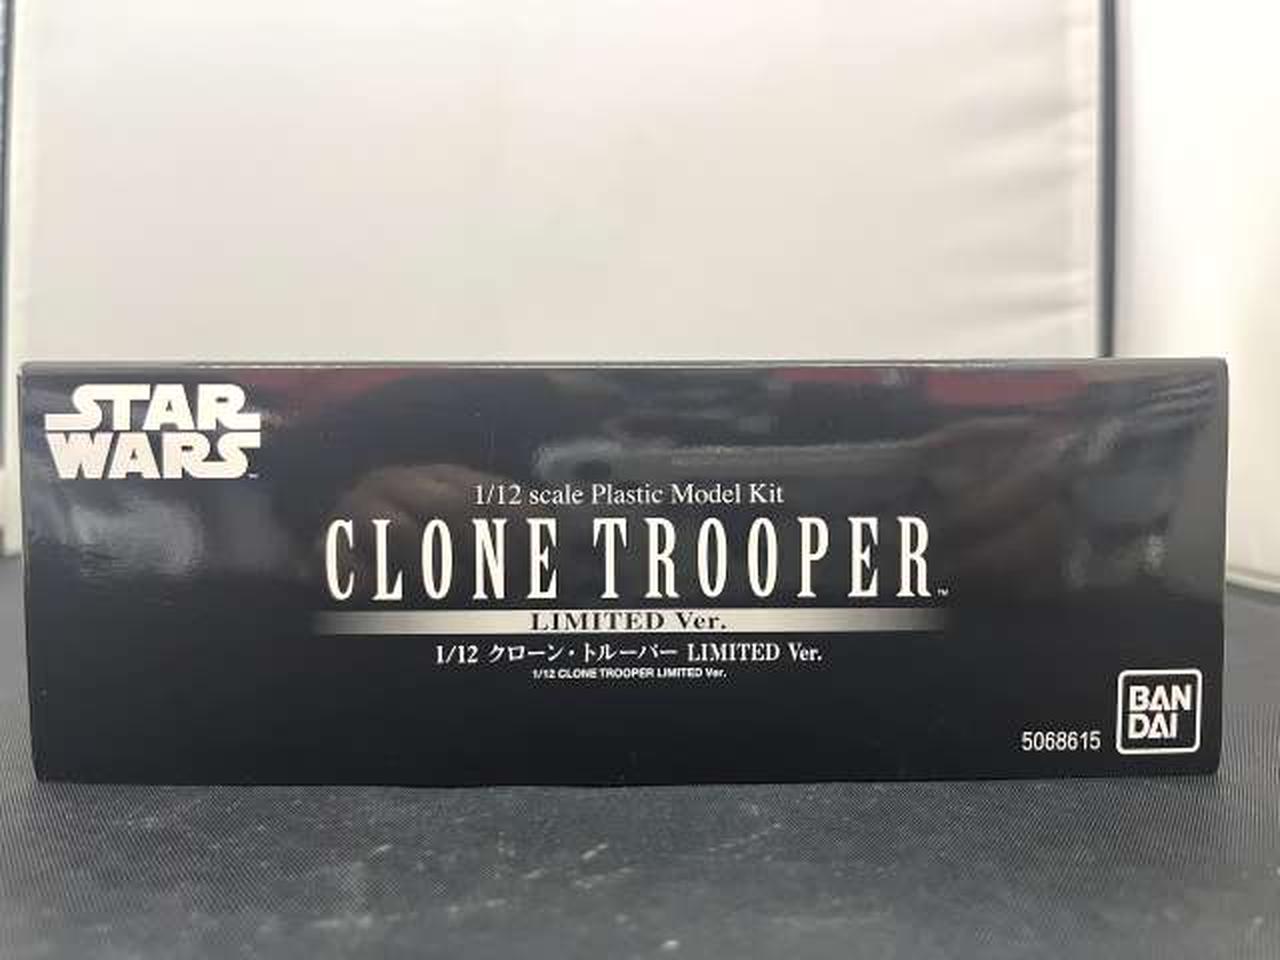 STAR
WARS
1/12 scale Plastic Model Kit
CLONE TROOPER™
LIMITED Ver.
1/12 クローン・トルーパー LIMITED Ver.
1/12 CLONE TROOPER LIMITED Ver.
5068615
BAN
DAI